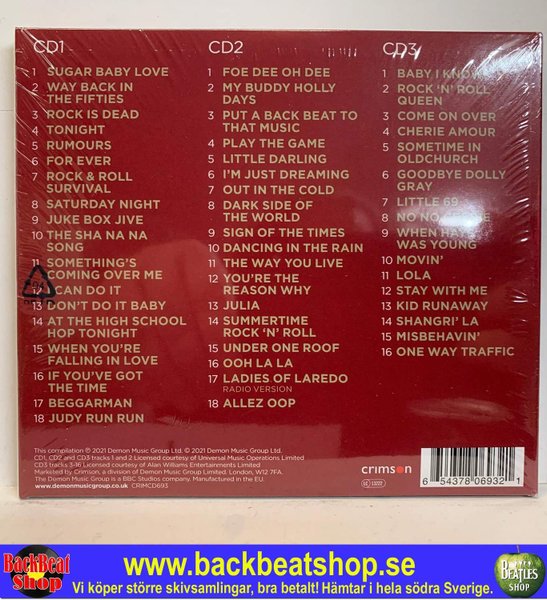 CD1
1 SUGAR BABY LOVE
2 WAY BACK IN
THE FIFTIES
3 ROCK IS DEAD
4 TONIGHT
5 RUMOURS
6 FOR EVER
7 ROCK & ROLL
SURVIVAL
8 SATURDAY NIGHT
9 JUKE BOX JIVE
10 THE SHA NA NA
SONG
11 SOMETHING'S
COMING OVER ME
12 I CAN DO IT
13 DON'T DO IT BABY
14 AT THE HIGH SCHOOL
HOP TONIGHT
15 WHEN YOU'RE
FALLING IN LOVE
16 IF YOU'VE GOT
THE TIME
17 BEGGARMAN
18 JUDY RUN RUN
CD2
1 FOE DEE OH DEE
2 MY BUDDY HOLLY
DAYS
3 PUT A BACK BEAT TO
THAT MUSIC
4 PLAY THE GAME
5 LITTLE DARLING
6 I'M JUST DREAMING
7 OUT IN THE COLD
8 DARK SIDE OF
THE WORLD
9 SIGN OF THE TIMES
10 DANCING IN THE RAIN
11 THE WAY YOU LIVE
12 YOU'RE THE
REASON WHY
13 JULIA
14 SUMMERTIME
ROCK 'N' ROLL
15 UNDER ONE ROOF
16 OOH LA LA
17 LADIES OF LAREDO
RADIO VERSION
18 ALLEZ OOP
CD3
1 BABY I KNOW
2 ROCK 'N' ROLL
QUEEN
3 COME ON OVER
4 CHERIE AMOUR
5 SOMETIME IN
OLDCHURCH
6 GOODBYE DOLLY
GRAY
7 LITTLE 69
8 NO NO
9 WHEN
WAS YOUNG
10 MOVIN'
11 LOLA
12 STAY WITH ME
13 KID RUNAWAY
14 SHANGRI' LA
15 MISBEHAVIN'
16 ONE WAY TRAFFIC
This compilation ℗ 2021 Demon Music Group Ltd. © 2021 Demon Music Group Ltd.
CD1, CD2 and CD3 tracks 1 and 2 Licensed courtesy of Universal Music Operations Limited
CD3 tracks 3-16 Licensed courtesy of Alan Williams Entertainments Limited
Marketed by Crimson, a division of Demon Music Group Limited, London, W12 7FA.
The Demon Music Group is a BBC Studios company. Manufactured in the EU.
www.demonmusicgroup.co.uk CRIMCD693
crimson
LC 13222
6 54378 06932 1
BackBeat
Shop
www.backbeatshop.se
Vi köper större skivsamlingar, bra betalt! Hämtar i hela södra Sverige.
BEATLES
SHOP